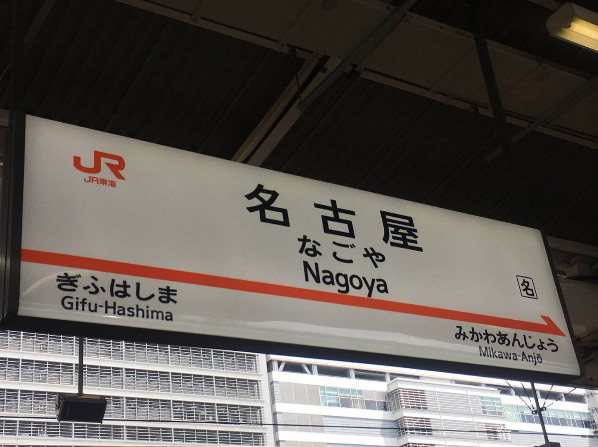 JR
JR東海
名古屋
なごや
Nagoya
名
ぎふはしま
Gifu-Hashima
みかわあんじょう
Mikawa-Anjō